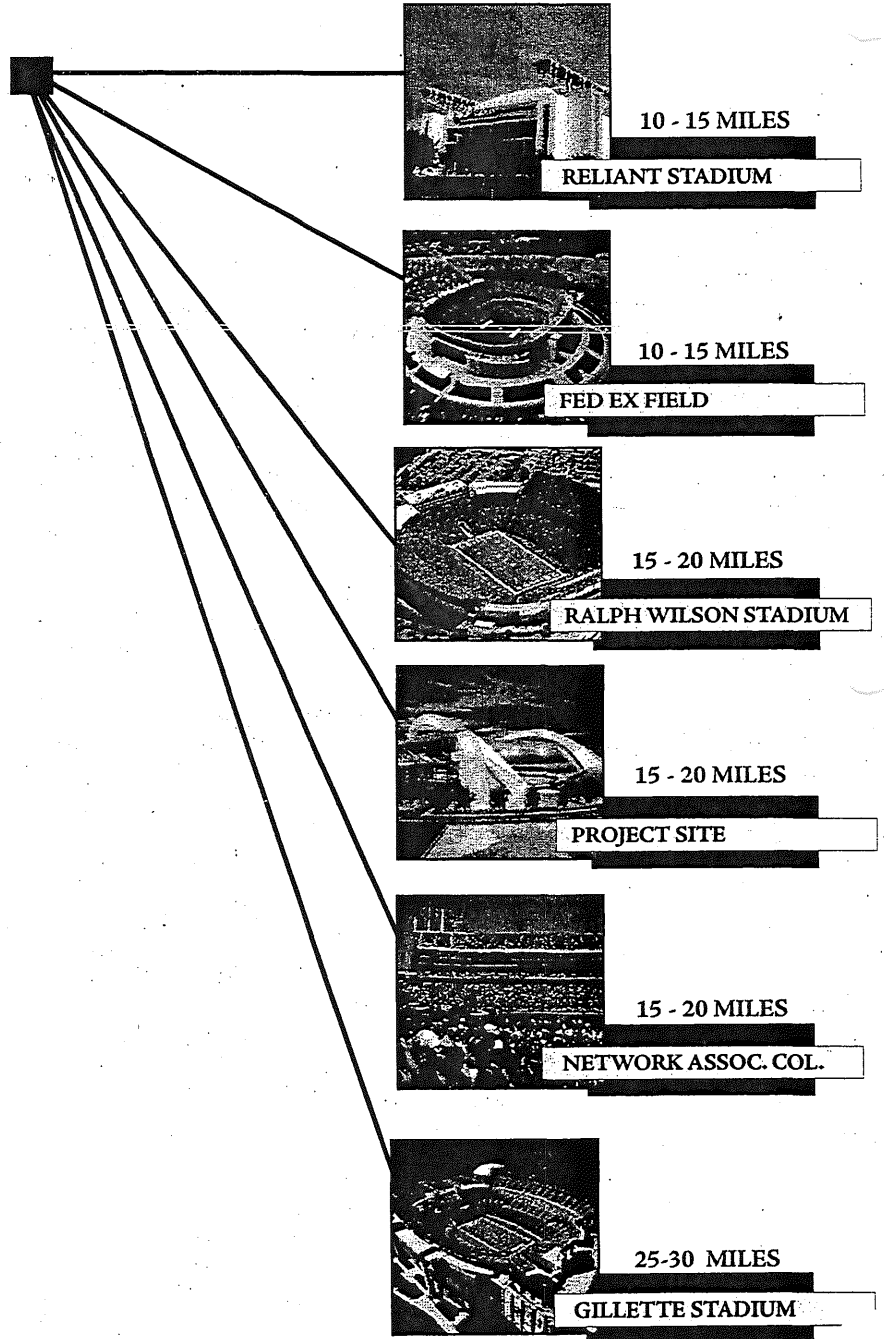 10 - 15 MILES
RELIANT STADIUM
10 - 15 MILES
FED EX FIELD
15 - 20 MILES
RALPH WILSON STADIUM
15 - 20 MILES
PROJECT SITE
15 - 20 MILES
NETWORK ASSOC. COL.
25-30 MILES
GILLETTE STADIUM